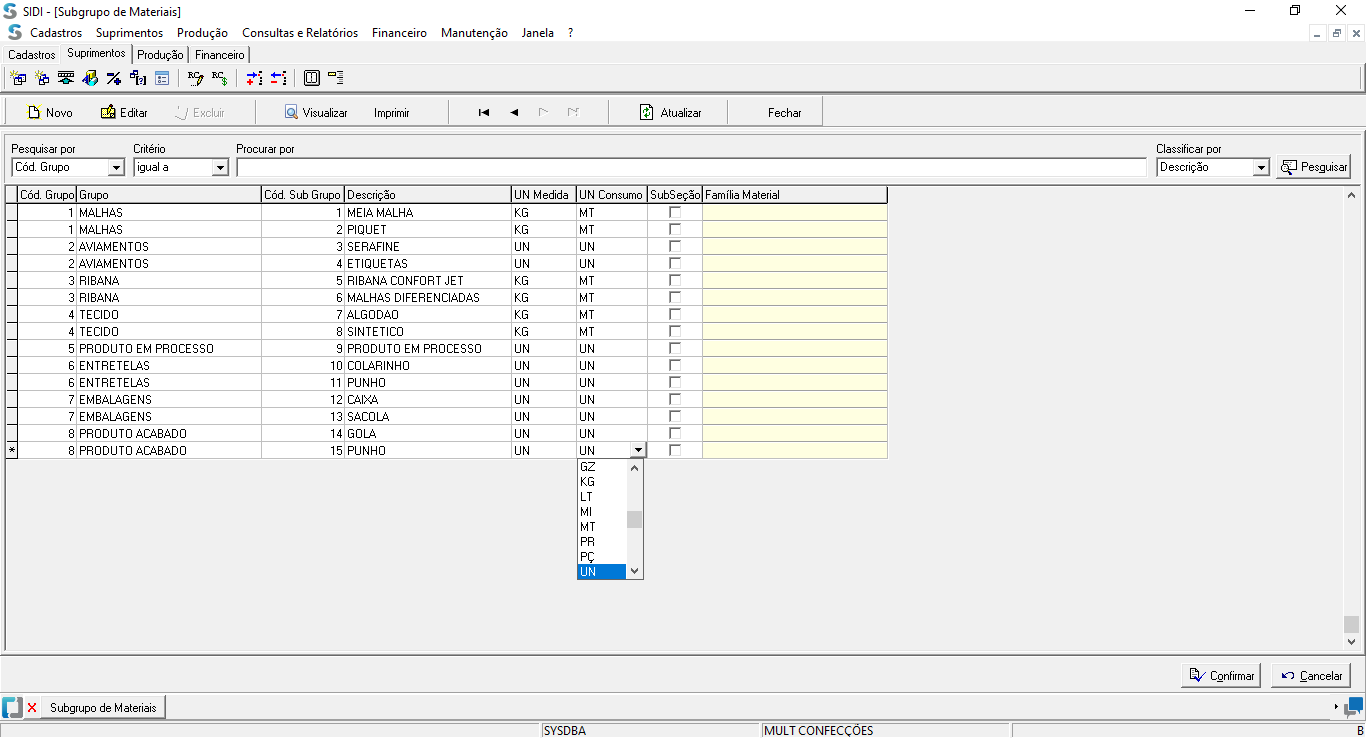 SIDI - [Subgrupo de Materiais]
Cadastros Suprimentos Produção Consultas e Relatórios Financeiro Manutenção Janela ?
Cadastros Suprimentos Produção Financeiro
Novo Editar Excluir Visualizar Imprimir Atualizar Fechar
Pesquisar por Critério Procurar por Classificar por
Cód. Grupo igual a Descrição Pesquisar
Cód. Grupo Grupo Cód. Sub Grupo Descrição UN Medida UN Consumo SubSeção Família Material
1 MALHAS 1 MEIA MALHA KG MT
1 MALHAS 2 PIQUET KG MT
2 AVIAMENTOS 3 SERAFINE UN UN
2 AVIAMENTOS 4 ETIQUETAS UN UN
3 RIBANA 5 RIBANA CONFORT JET KG MT
3 RIBANA 6 MALHAS DIFERENCIADAS KG MT
4 TECIDO 7 ALGODAO KG MT
4 TECIDO 8 SINTETICO KG MT
5 PRODUTO EM PROCESSO 9 PRODUTO EM PROCESSO UN UN
6 ENTRETELAS 10 COLARINHO UN UN
6 ENTRETELAS 11 PUNHO UN UN
7 EMBALAGENS 12 CAIXA UN UN
7 EMBALAGENS 13 SACOLA UN UN
8 PRODUTO ACABADO 14 GOLA UN UN
* 8 PRODUTO ACABADO 15 PUNHO UN UN
GZ
KG
LT
MI
MT
PR
PÇ
UN
Confirmar Cancelar
Subgrupo de Materiais
SYSDBA MULT CONFECÇÕES B